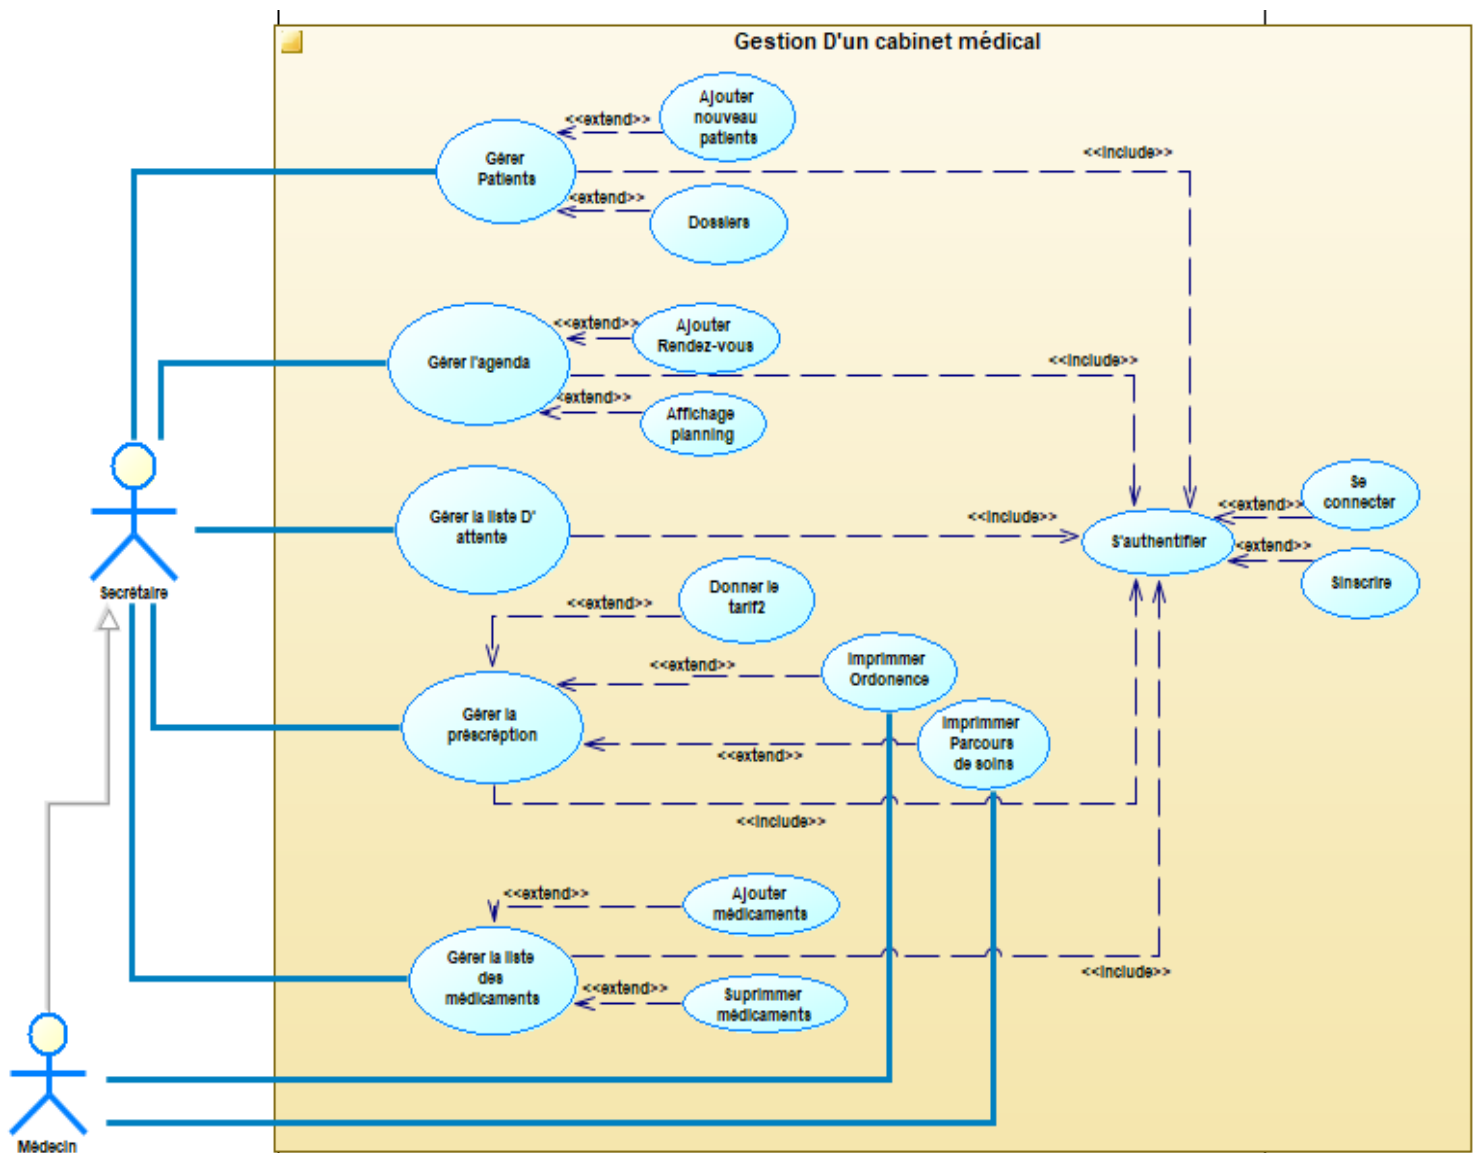 Gestion D'un cabinet médical
Ajouter
nouveau
patients
<<extend>>
Gérer
Patients
<<include>>
<extend>>
Dossiers
<<extend>>
Ajouter
Rendez-vous
Gérer l'agenda
<<include>>
<extend>>
Affichage
planning
Gérer la liste D'
attente
<<include>>
Se
connecter
<<extend>>
S'authentifier
<extend>>
Sinscrire
Secrétaire
Donner le
tarif2
<<extend>>
Imprimmer
Ordonence
<<extend>>
Gérer la
préscréption
Imprimmer
Parcours
de soins
<<extend>>
<<include>>
Ajouter
médicaments
<<extend>>
Gérer la liste
des
médicaments
<<include>>
<<extend>>
Suprimmer
médicaments
Médecin